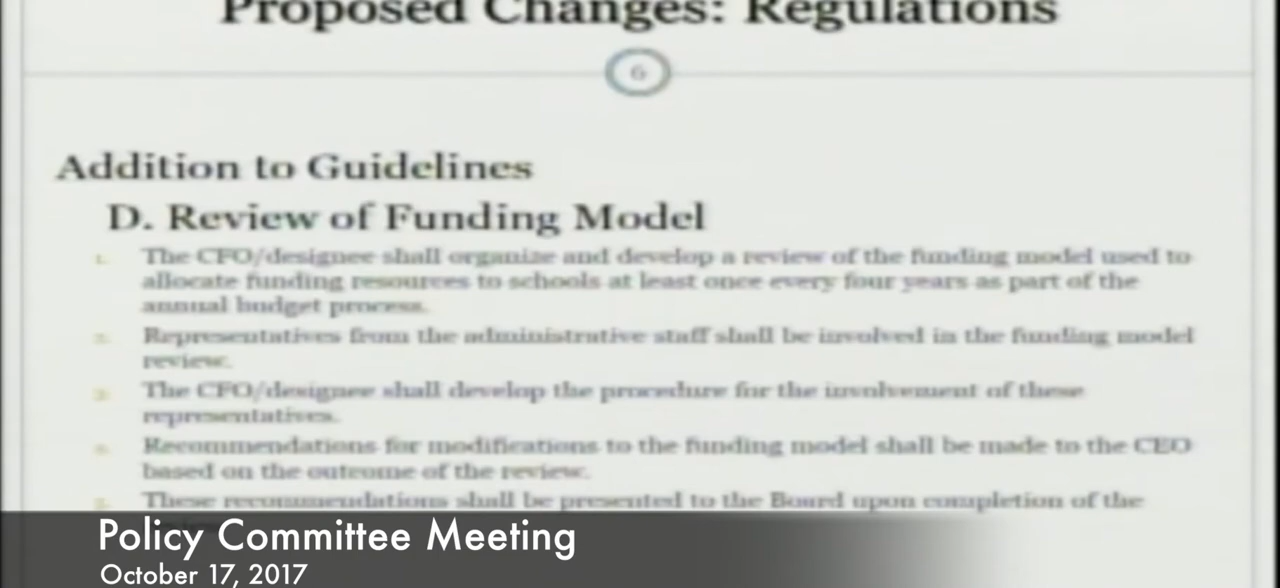 Proposed Changes: Regulations
6
Addition to Guidelines
D. Review of Funding Model
1. The CFO/designee shall organize and develop a review of the funding model used to
allocate funding resources to schools at least once every four years as part of the
annual budget process.
2. Representatives from the administrative staff shall be involved in the funding model
review.
3. The CFO/designee shall develop the procedure for the involvement of these
representatives.
4. Recommendations for modifications to the funding model shall be made to the CEO
based on the outcome of the review.
5. These recommendations shall be presented to the Board upon completion of the
Policy Committee Meeting
October 17, 2017